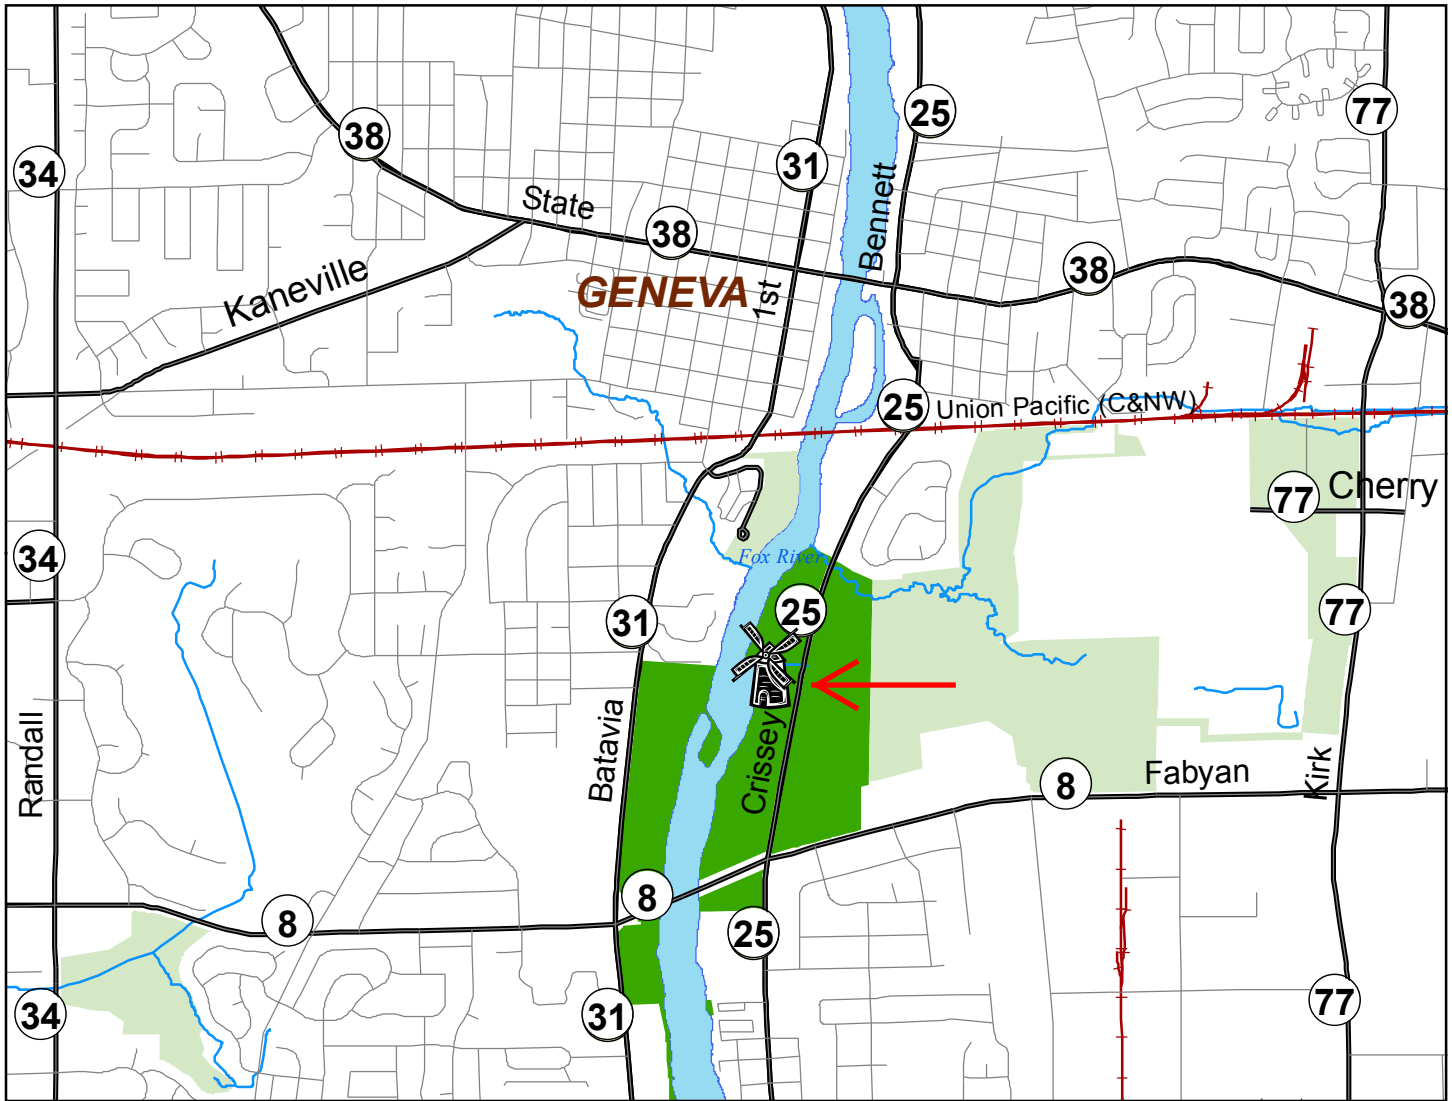 25
77
38
31
34
State
38
Bennett
38
Kaneville
GENEVA
1st
38
25
Union Pacific (C&NW)
77
Cherry
34
Fox River
25
77
31
Randall
Batavia
Crissey
8
Fabyan
Kirk
8
8
25
34
31
77